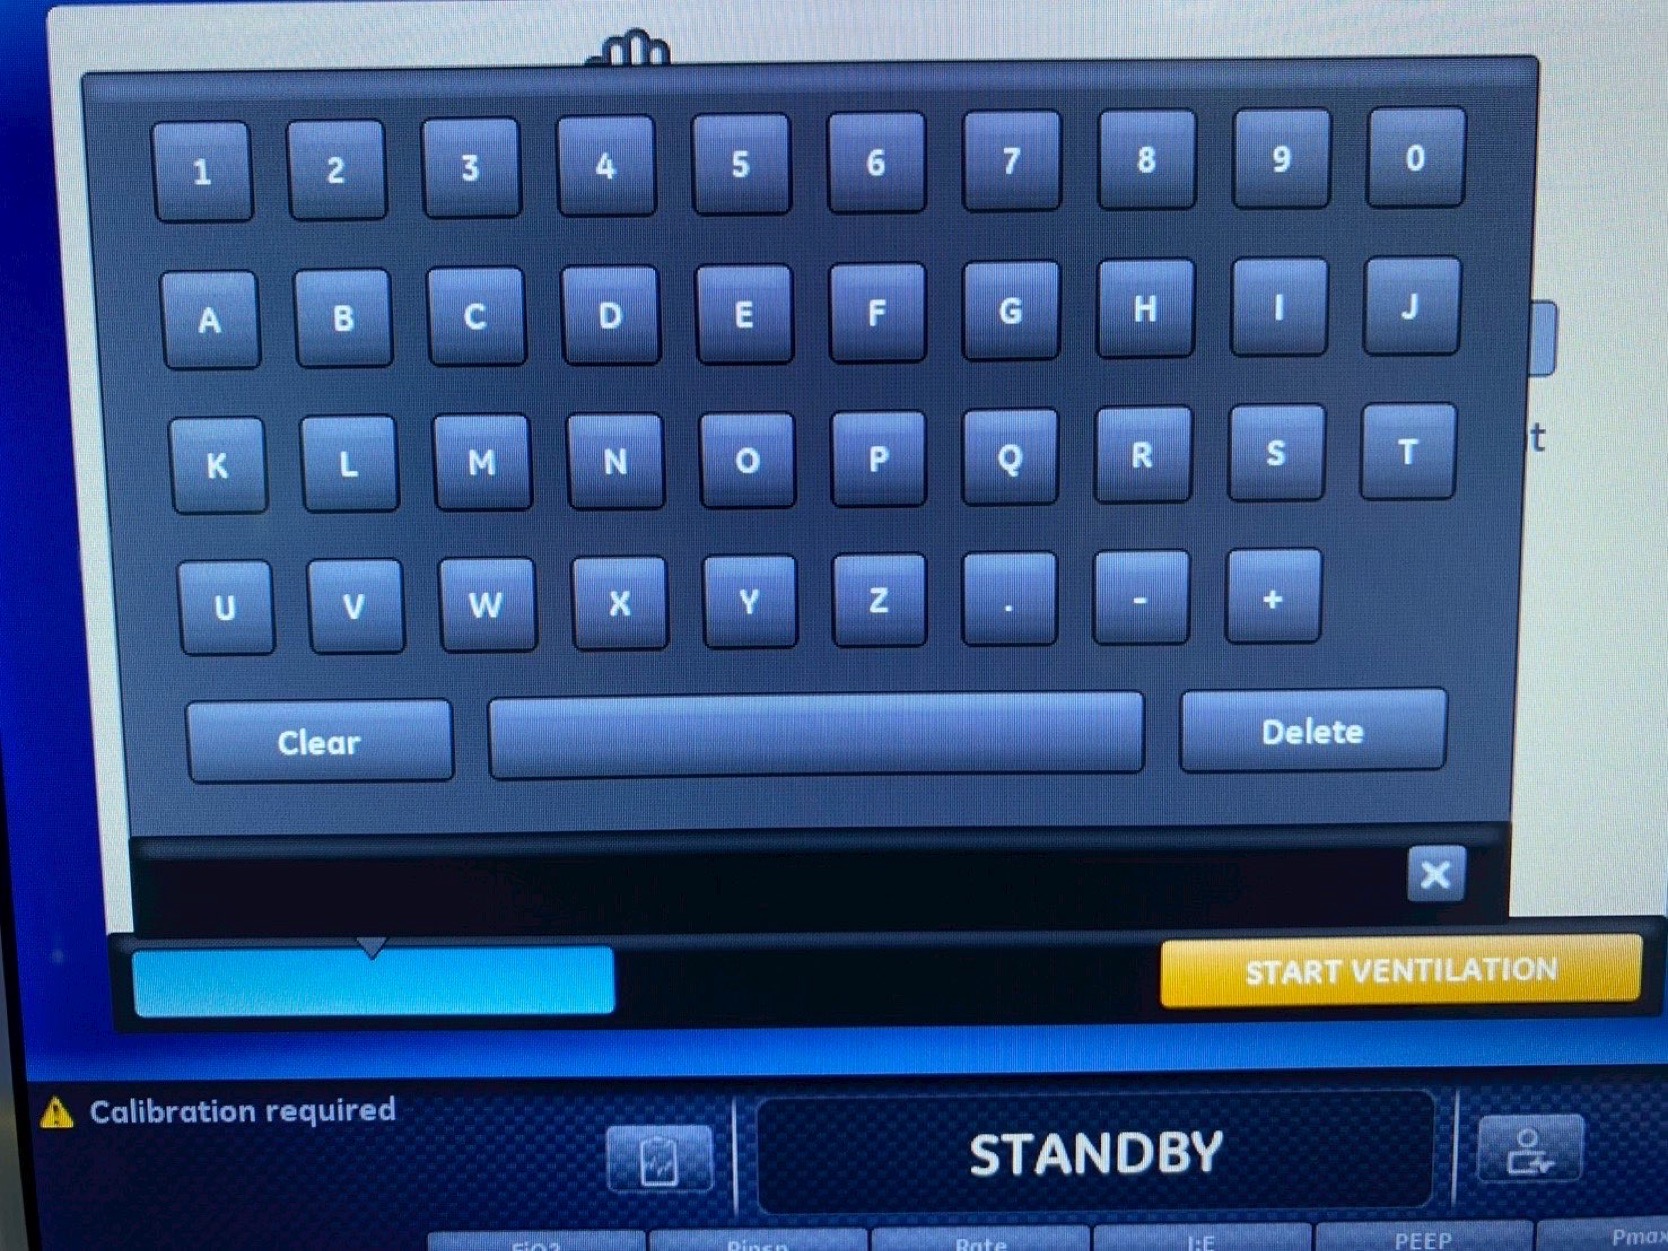 1 2 3 4 5 6 7 8 9 0
A B C D E F G H I J
K L M N O P Q R S T
t
U V W X Y Z . - +
Clear Delete
X
START VENTILATION
Calibration required
STANDBY
FiO2 Pinsp Rate I:E PEEP Pmax